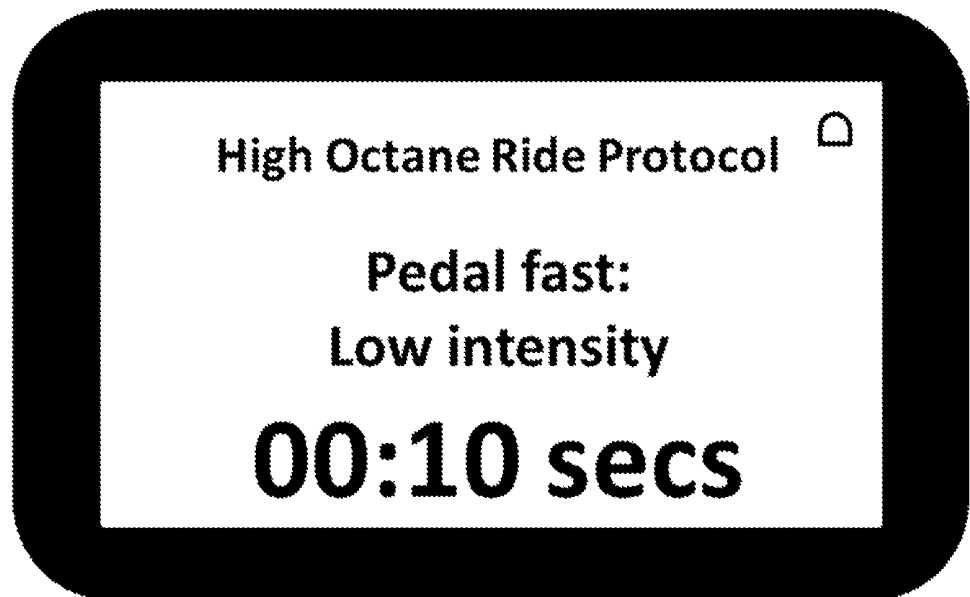 High Octane Ride Protocol
Pedal fast:
Low intensity
00:10 secs